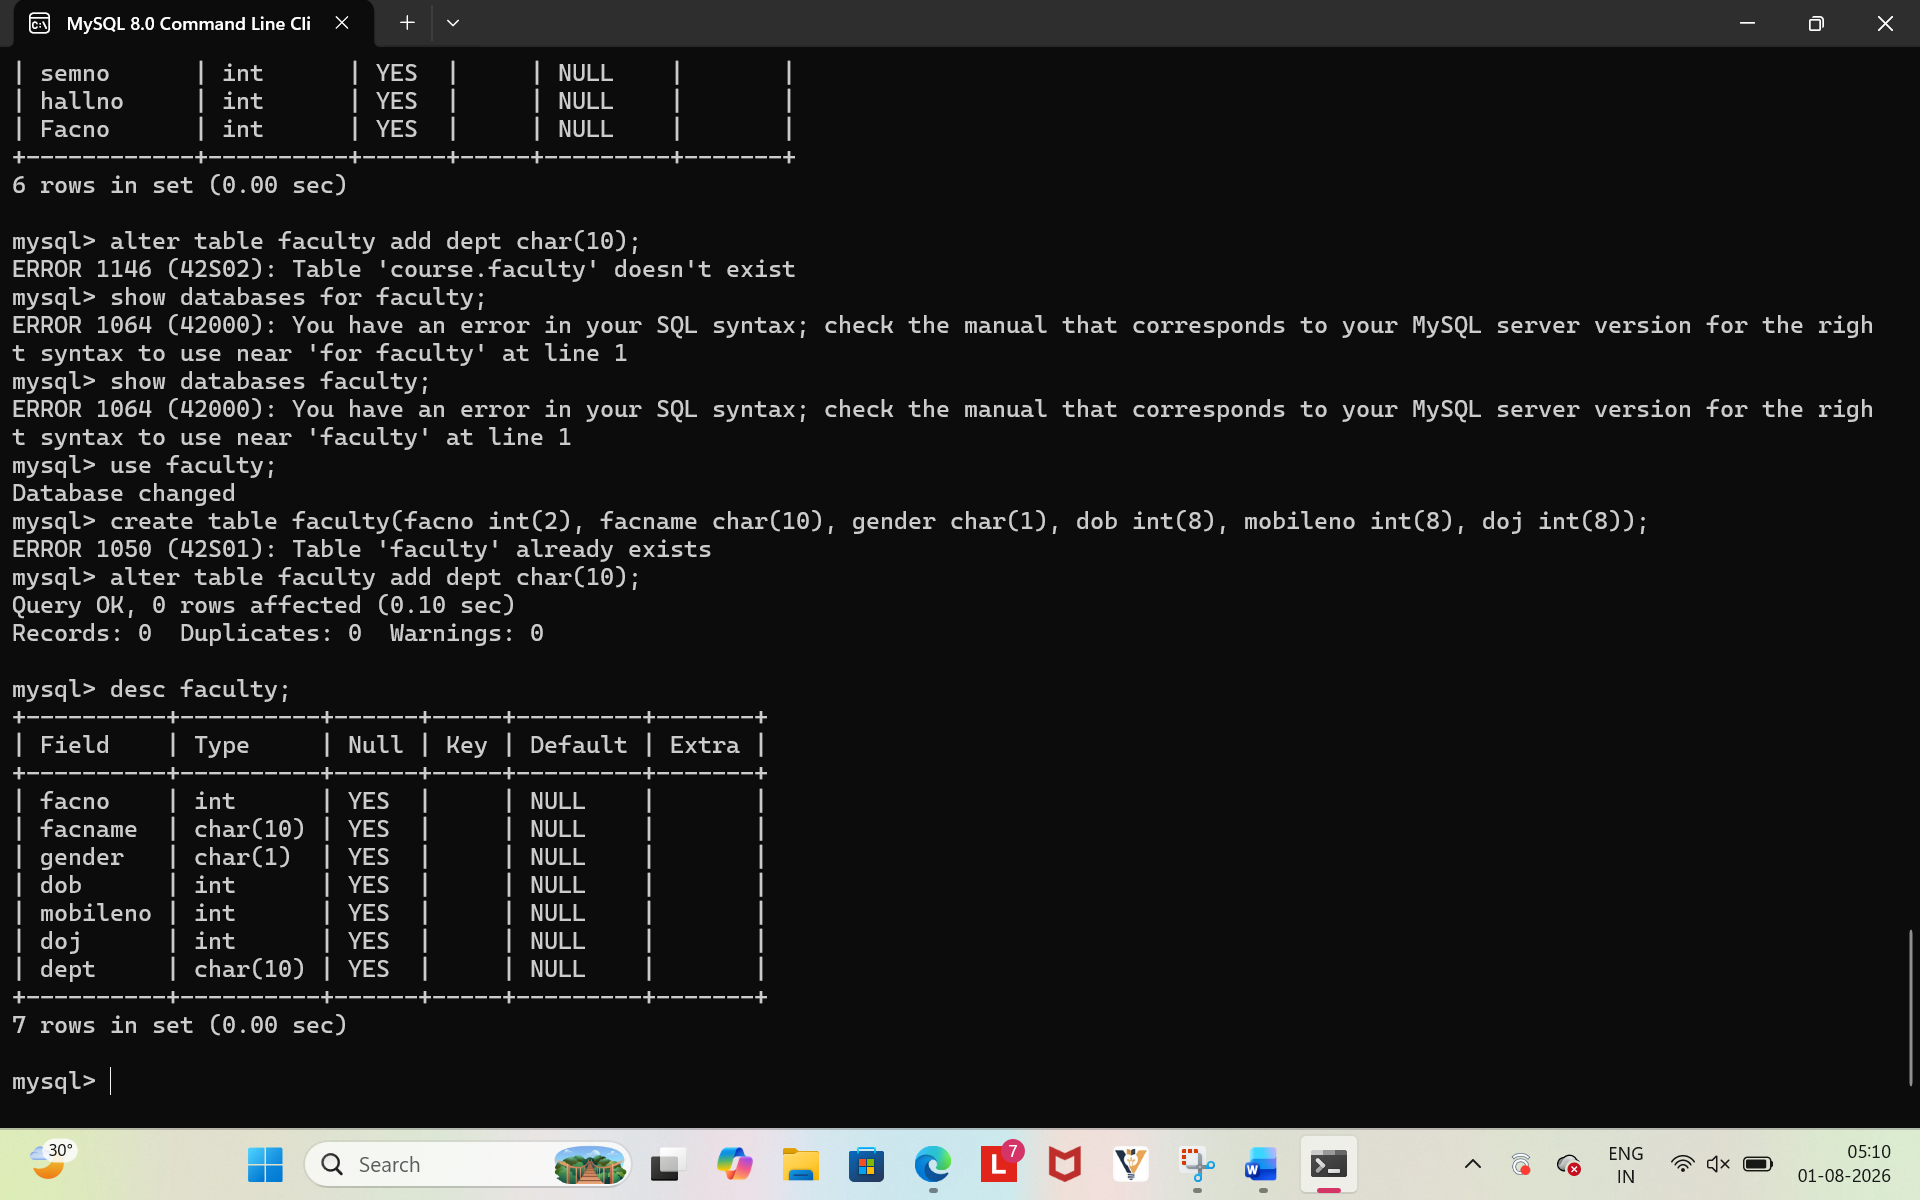 MySQL 8.0 Command Line Cli
| semno      | int      | YES  |     | NULL    |       |
| hallno     | int      | YES  |     | NULL    |       |
| Facno      | int      | YES  |     | NULL    |       |
+------------+----------+------+-----+---------+-------+
6 rows in set (0.00 sec)
mysql> alter table faculty add dept char(10);
ERROR 1146 (42S02): Table 'course.faculty' doesn't exist
mysql> show databases for faculty;
ERROR 1064 (42000): You have an error in your SQL syntax; check the manual that corresponds to your MySQL server version for the righ
t syntax to use near 'for faculty' at line 1
mysql> show databases faculty;
ERROR 1064 (42000): You have an error in your SQL syntax; check the manual that corresponds to your MySQL server version for the righ
t syntax to use near 'faculty' at line 1
mysql> use faculty;
Database changed
mysql> create table faculty(facno int(2), facname char(10), gender char(1), dob int(8), mobileno int(8), doj int(8));
ERROR 1050 (42S01): Table 'faculty' already exists
mysql> alter table faculty add dept char(10);
Query OK, 0 rows affected (0.10 sec)
Records: 0  Duplicates: 0  Warnings: 0
mysql> desc faculty;
+----------+----------+------+-----+---------+-------+
| Field    | Type     | Null | Key | Default | Extra |
+----------+----------+------+-----+---------+-------+
| facno    | int      | YES  |     | NULL    |       |
| facname  | char(10) | YES  |     | NULL    |       |
| gender   | char(1)  | YES  |     | NULL    |       |
| dob      | int      | YES  |     | NULL    |       |
| mobileno | int      | YES  |     | NULL    |       |
| doj      | int      | YES  |     | NULL    |       |
| dept     | char(10) | YES  |     | NULL    |       |
+----------+----------+------+-----+---------+-------+
7 rows in set (0.00 sec)
mysql>
30°
Search
L
7
W
ENG
IN
05:10
01-08-2026